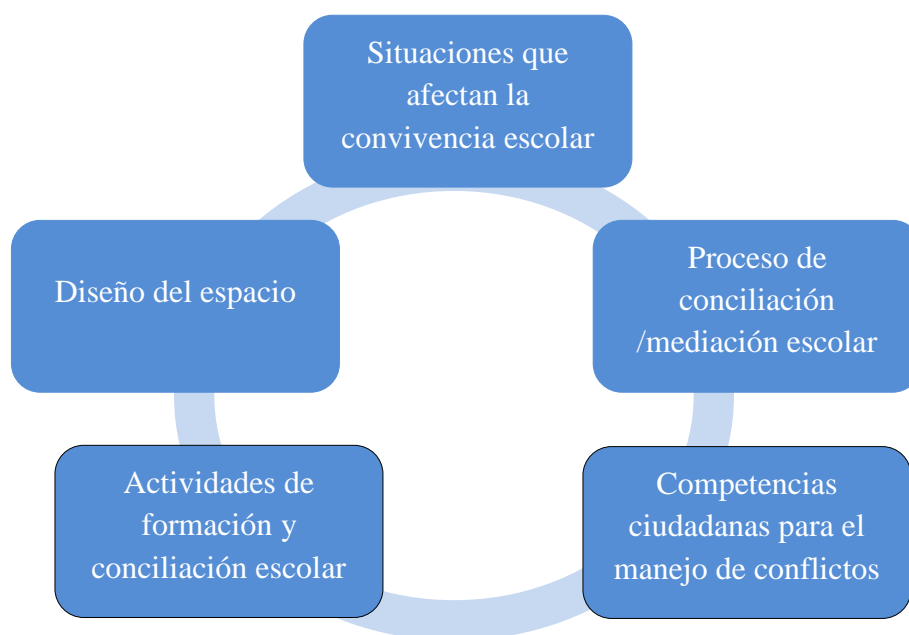 Situaciones que
afectan la
convivencia escolar
Diseño del espacio
Proceso de
conciliación
/mediación escolar
Actividades de
formación y
conciliación escolar
Competencias
ciudadanas para el
manejo de conflictos